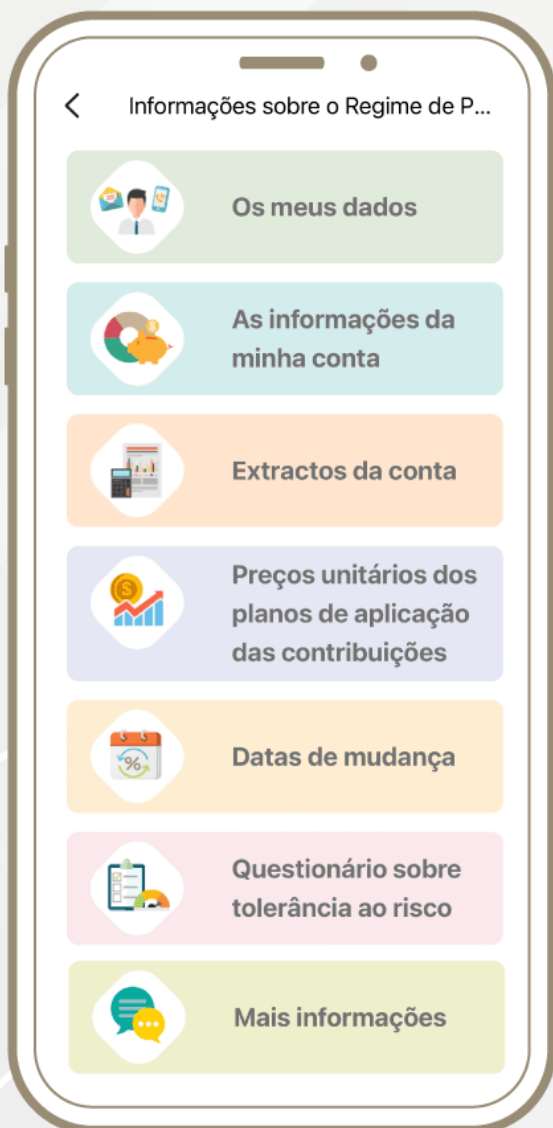 Informações sobre o Regime de P...
Os meus dados
As informações da
minha conta
Extractos da conta
Preços unitários dos
planos de aplicação
das contribuições
Datas de mudança
Questionário sobre
tolerância ao risco
Mais informações